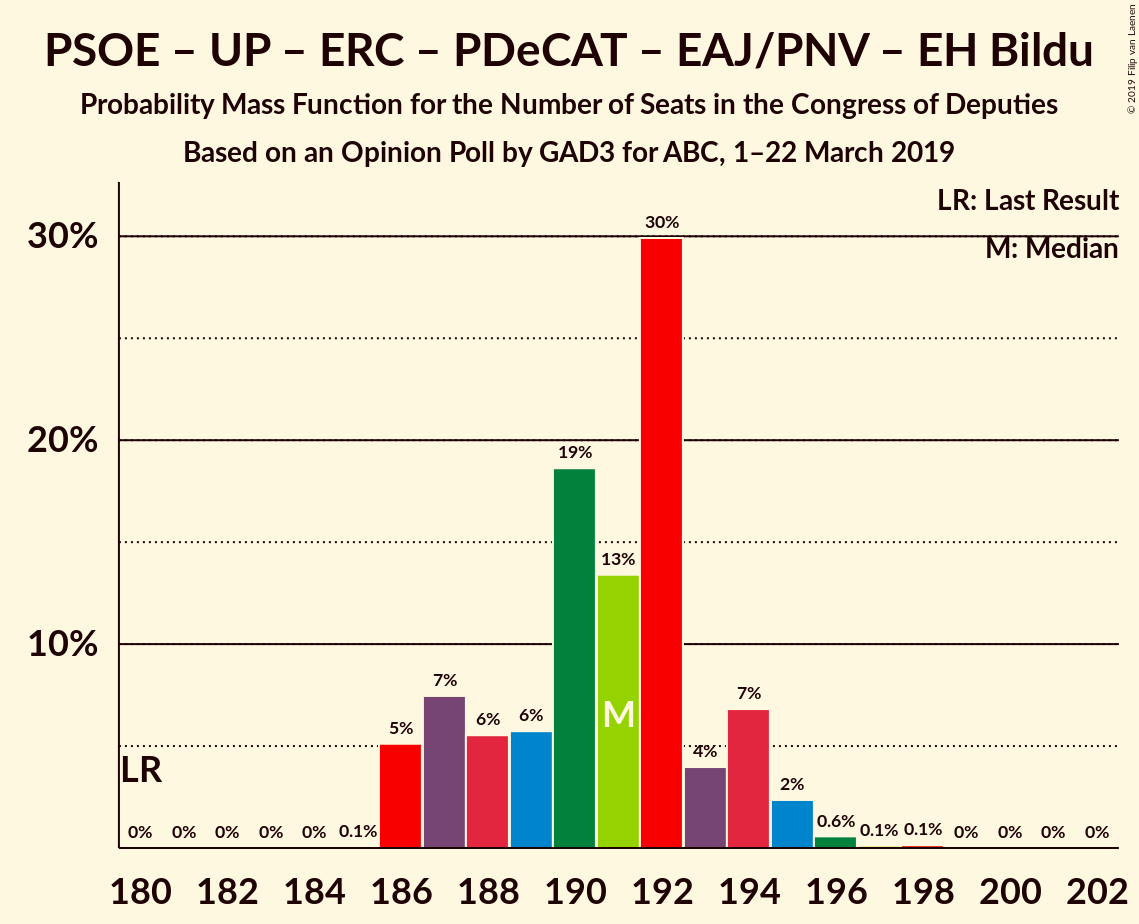 PSOE – UP – ERC – PDeCAT – EAJ/PNV – EH Bildu
Probability Mass Function for the Number of Seats in the Congress of Deputies
Based on an Opinion Poll by GAD3 for ABC, 1–22 March 2019
© 2019 Filip van Laenen
LR: Last Result
M: Median
30%
20%
10%
LR
M
0% 0% 0% 0% 0% 0.1% 5% 7% 6% 6% 19% 13% 30% 4% 7% 2% 0.6% 0.1% 0.1% 0% 0% 0% 0%
180 182 184 186 188 190 192 194 196 198 200 202